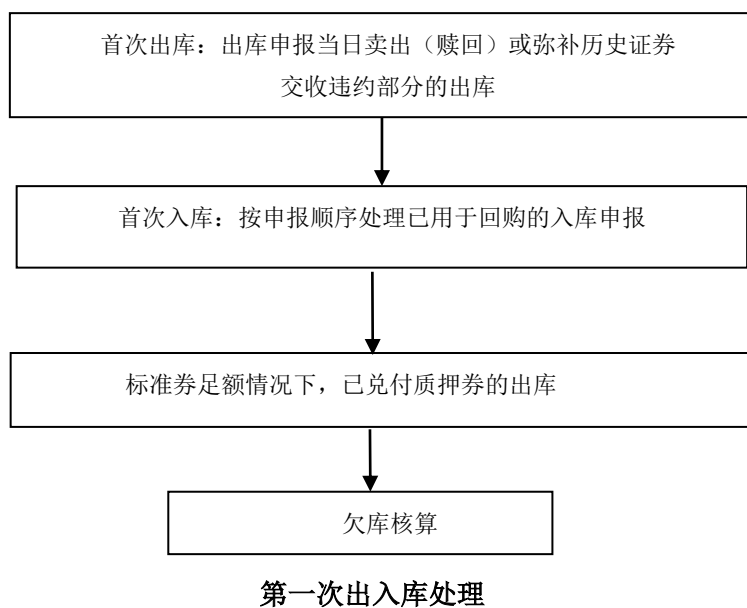 首次出库：出库申报当日卖出（赎回）或弥补历史证券
交收违约部分的出库
首次入库：按申报顺序处理已用于回购的入库申报
标准券足额情况下，已兑付质押券的出库
欠库核算
第一次出入库处理